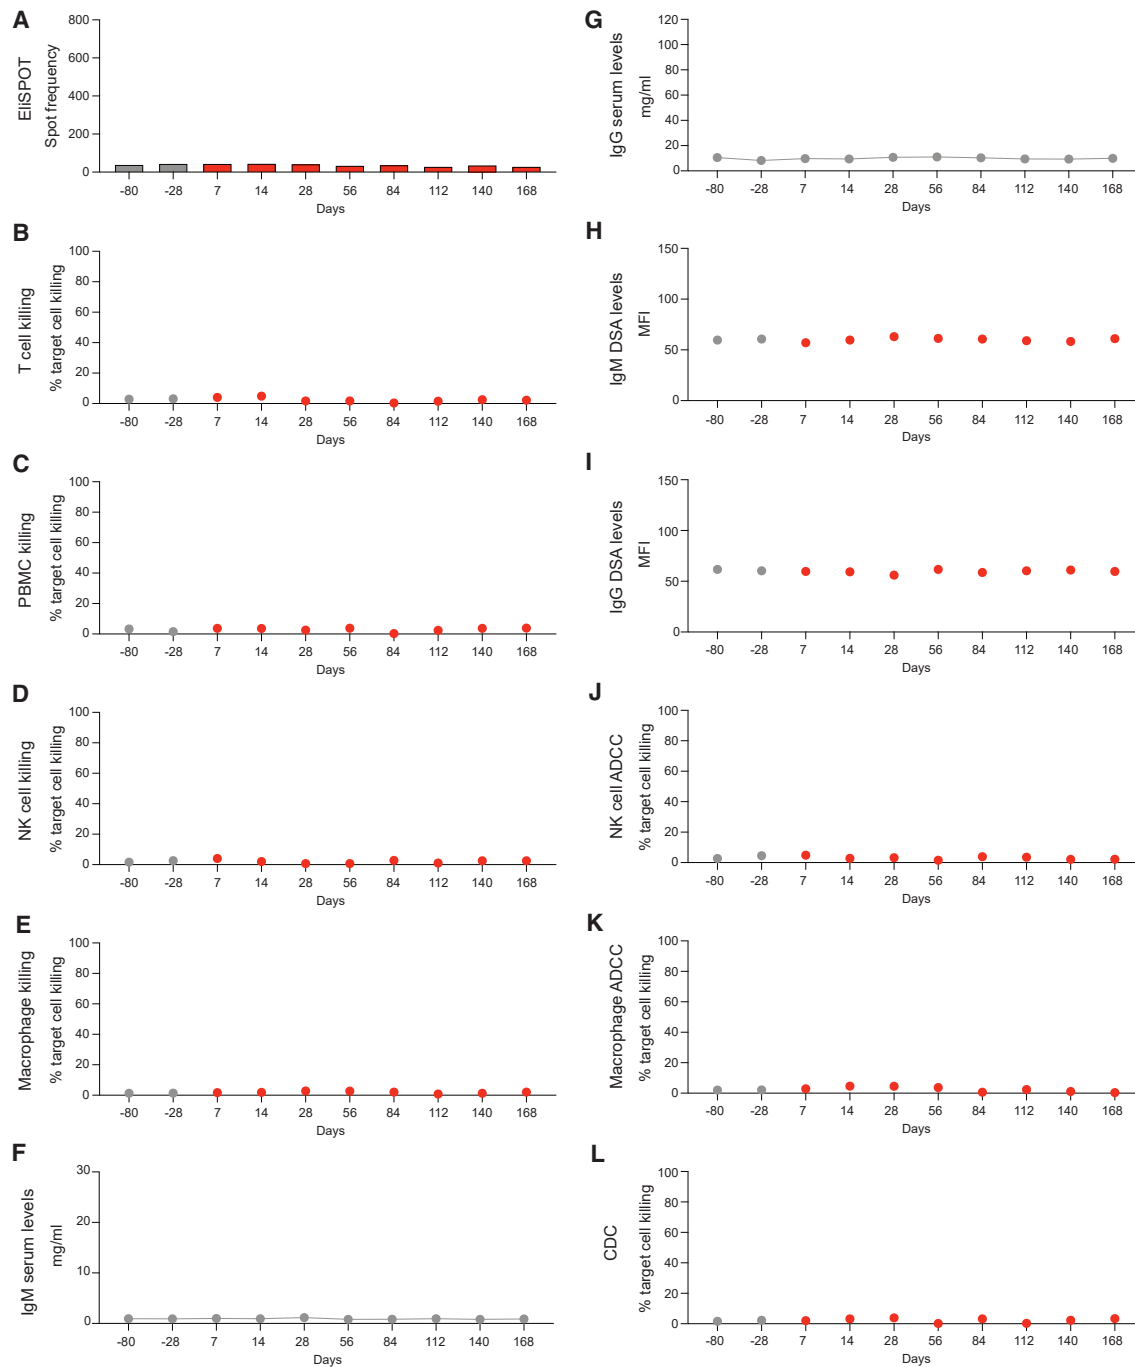 A
EliSPOT
Spot frequency
800
600
400
200
0
-80 -28 7 14 28 56 84 112 140 168
Days
B
T cell killing
% target cell killing
100
80
60
40
20
0
-80 -28 7 14 28 56 84 112 140 168
Days
C
PBMC killing
% target cell killing
100
80
60
40
20
0
-80 -28 7 14 28 56 84 112 140 168
Days
D
NK cell killing
% target cell killing
100
80
60
40
20
0
-80 -28 7 14 28 56 84 112 140 168
Days
E
Macrophage killing
% target cell killing
100
80
60
40
20
0
-80 -28 7 14 28 56 84 112 140 168
Days
F
IgM serum levels
mg/ml
30
20
10
0
-80 -28 7 14 28 56 84 112 140 168
Days
G
IgG serum levels
mg/ml
120
100
80
60
40
20
0
-80 -28 7 14 28 56 84 112 140 168
Days
H
IgM DSA levels
MFI
150
100
50
0
-80 -28 7 14 28 56 84 112 140 168
Days
I
IgG DSA levels
MFI
150
100
50
0
-80 -28 7 14 28 56 84 112 140 168
Days
J
NK cell ADCC
% target cell killing
100
80
60
40
20
0
-80 -28 7 14 28 56 84 112 140 168
Days
K
Macrophage ADCC
% target cell killing
100
80
60
40
20
0
-80 -28 7 14 28 56 84 112 140 168
Days
L
CDC
% target cell killing
100
80
60
40
20
0
-80 -28 7 14 28 56 84 112 140 168
Days